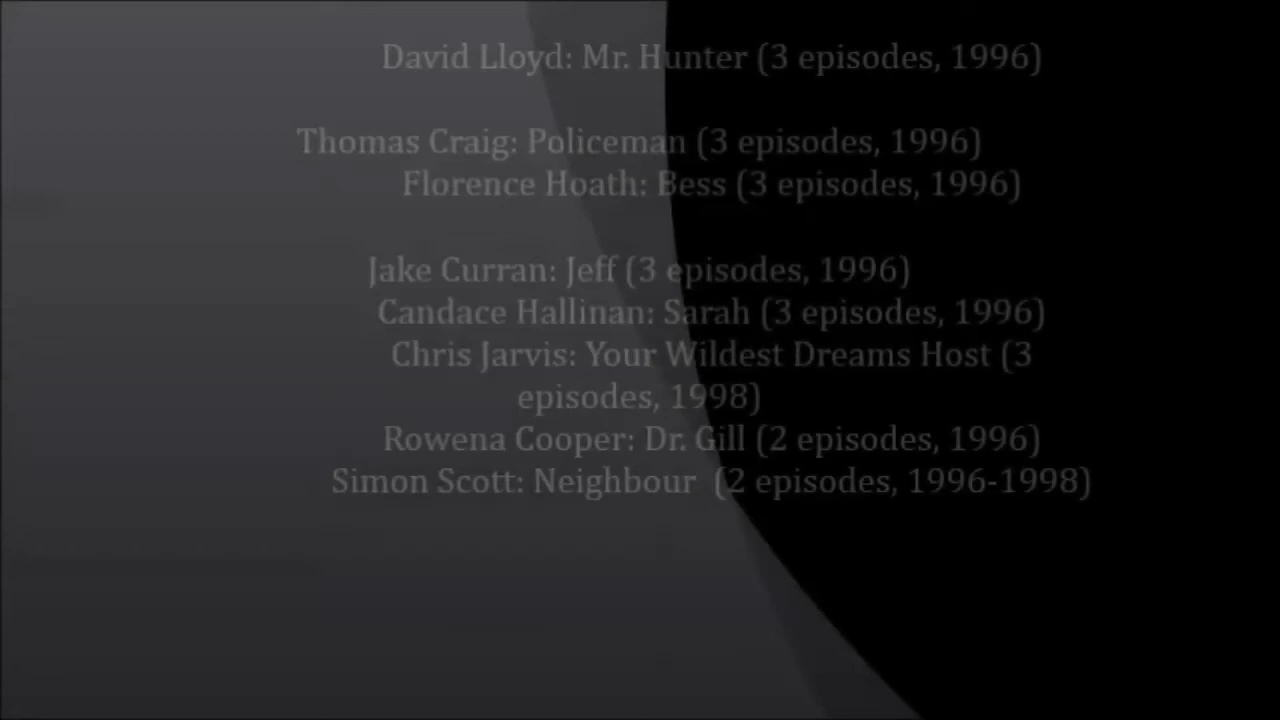 David Lloyd: Mr. Hunter (3 episodes, 1996)
Thomas Craig: Policeman (3 episodes, 1996)
Florence Hoath: Bess (3 episodes, 1996)
Jake Curran: Jeff (3 episodes, 1996)
Candace Hallinan: Sarah (3 episodes, 1996)
Chris Jarvis: Your Wildest Dreams Host (3
episodes, 1998)
Rowena Cooper: Dr. Gill (2 episodes, 1996)
Simon Scott: Neighbour  (2 episodes, 1996-1998)